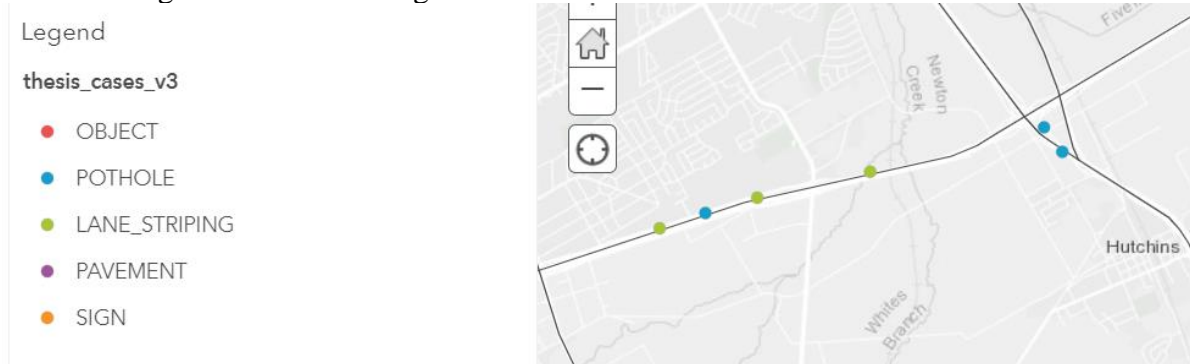 Legend
thesis_cases_v3
OBJECT
POTHOLE
LANE_STRIPING
PAVEMENT
SIGN
Newton
Creek
Hutchins
Whites
Branch